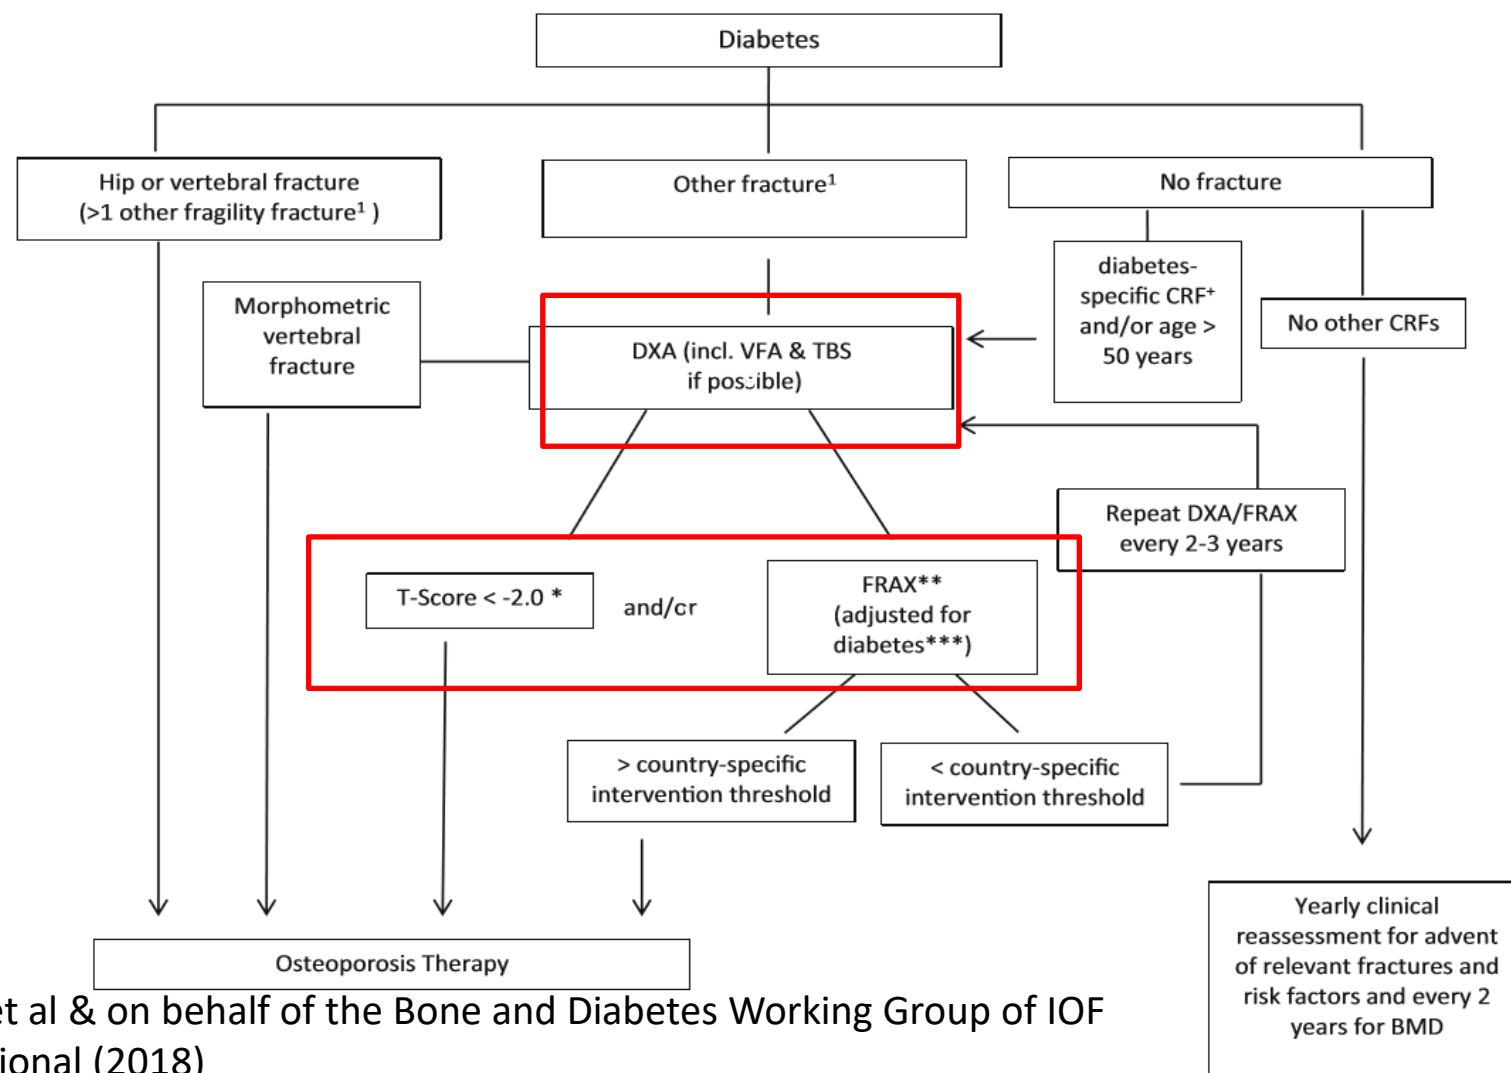 Diabetes
Hip or vertebral fracture
(>1 other fragility fracture¹ )
Other fracture¹
No fracture
diabetes-
specific CRF⁺
and/or age >
50 years
No other CRFs
Morphometric
vertebral
fracture
DXA (incl. VFA & TBS
if possible)
Repeat DXA/FRAX
every 2-3 years
T-Score < -2.0 *
and/or
FRAX**
(adjusted for
diabetes***)
> country-specific
intervention threshold
< country-specific
intervention threshold
Osteoporosis Therapy
Yearly clinical
reassessment for advent
of relevant fractures and
risk factors and every 2
years for BMD
et al & on behalf of the Bone and Diabetes Working Group of IOF
tional (2018)